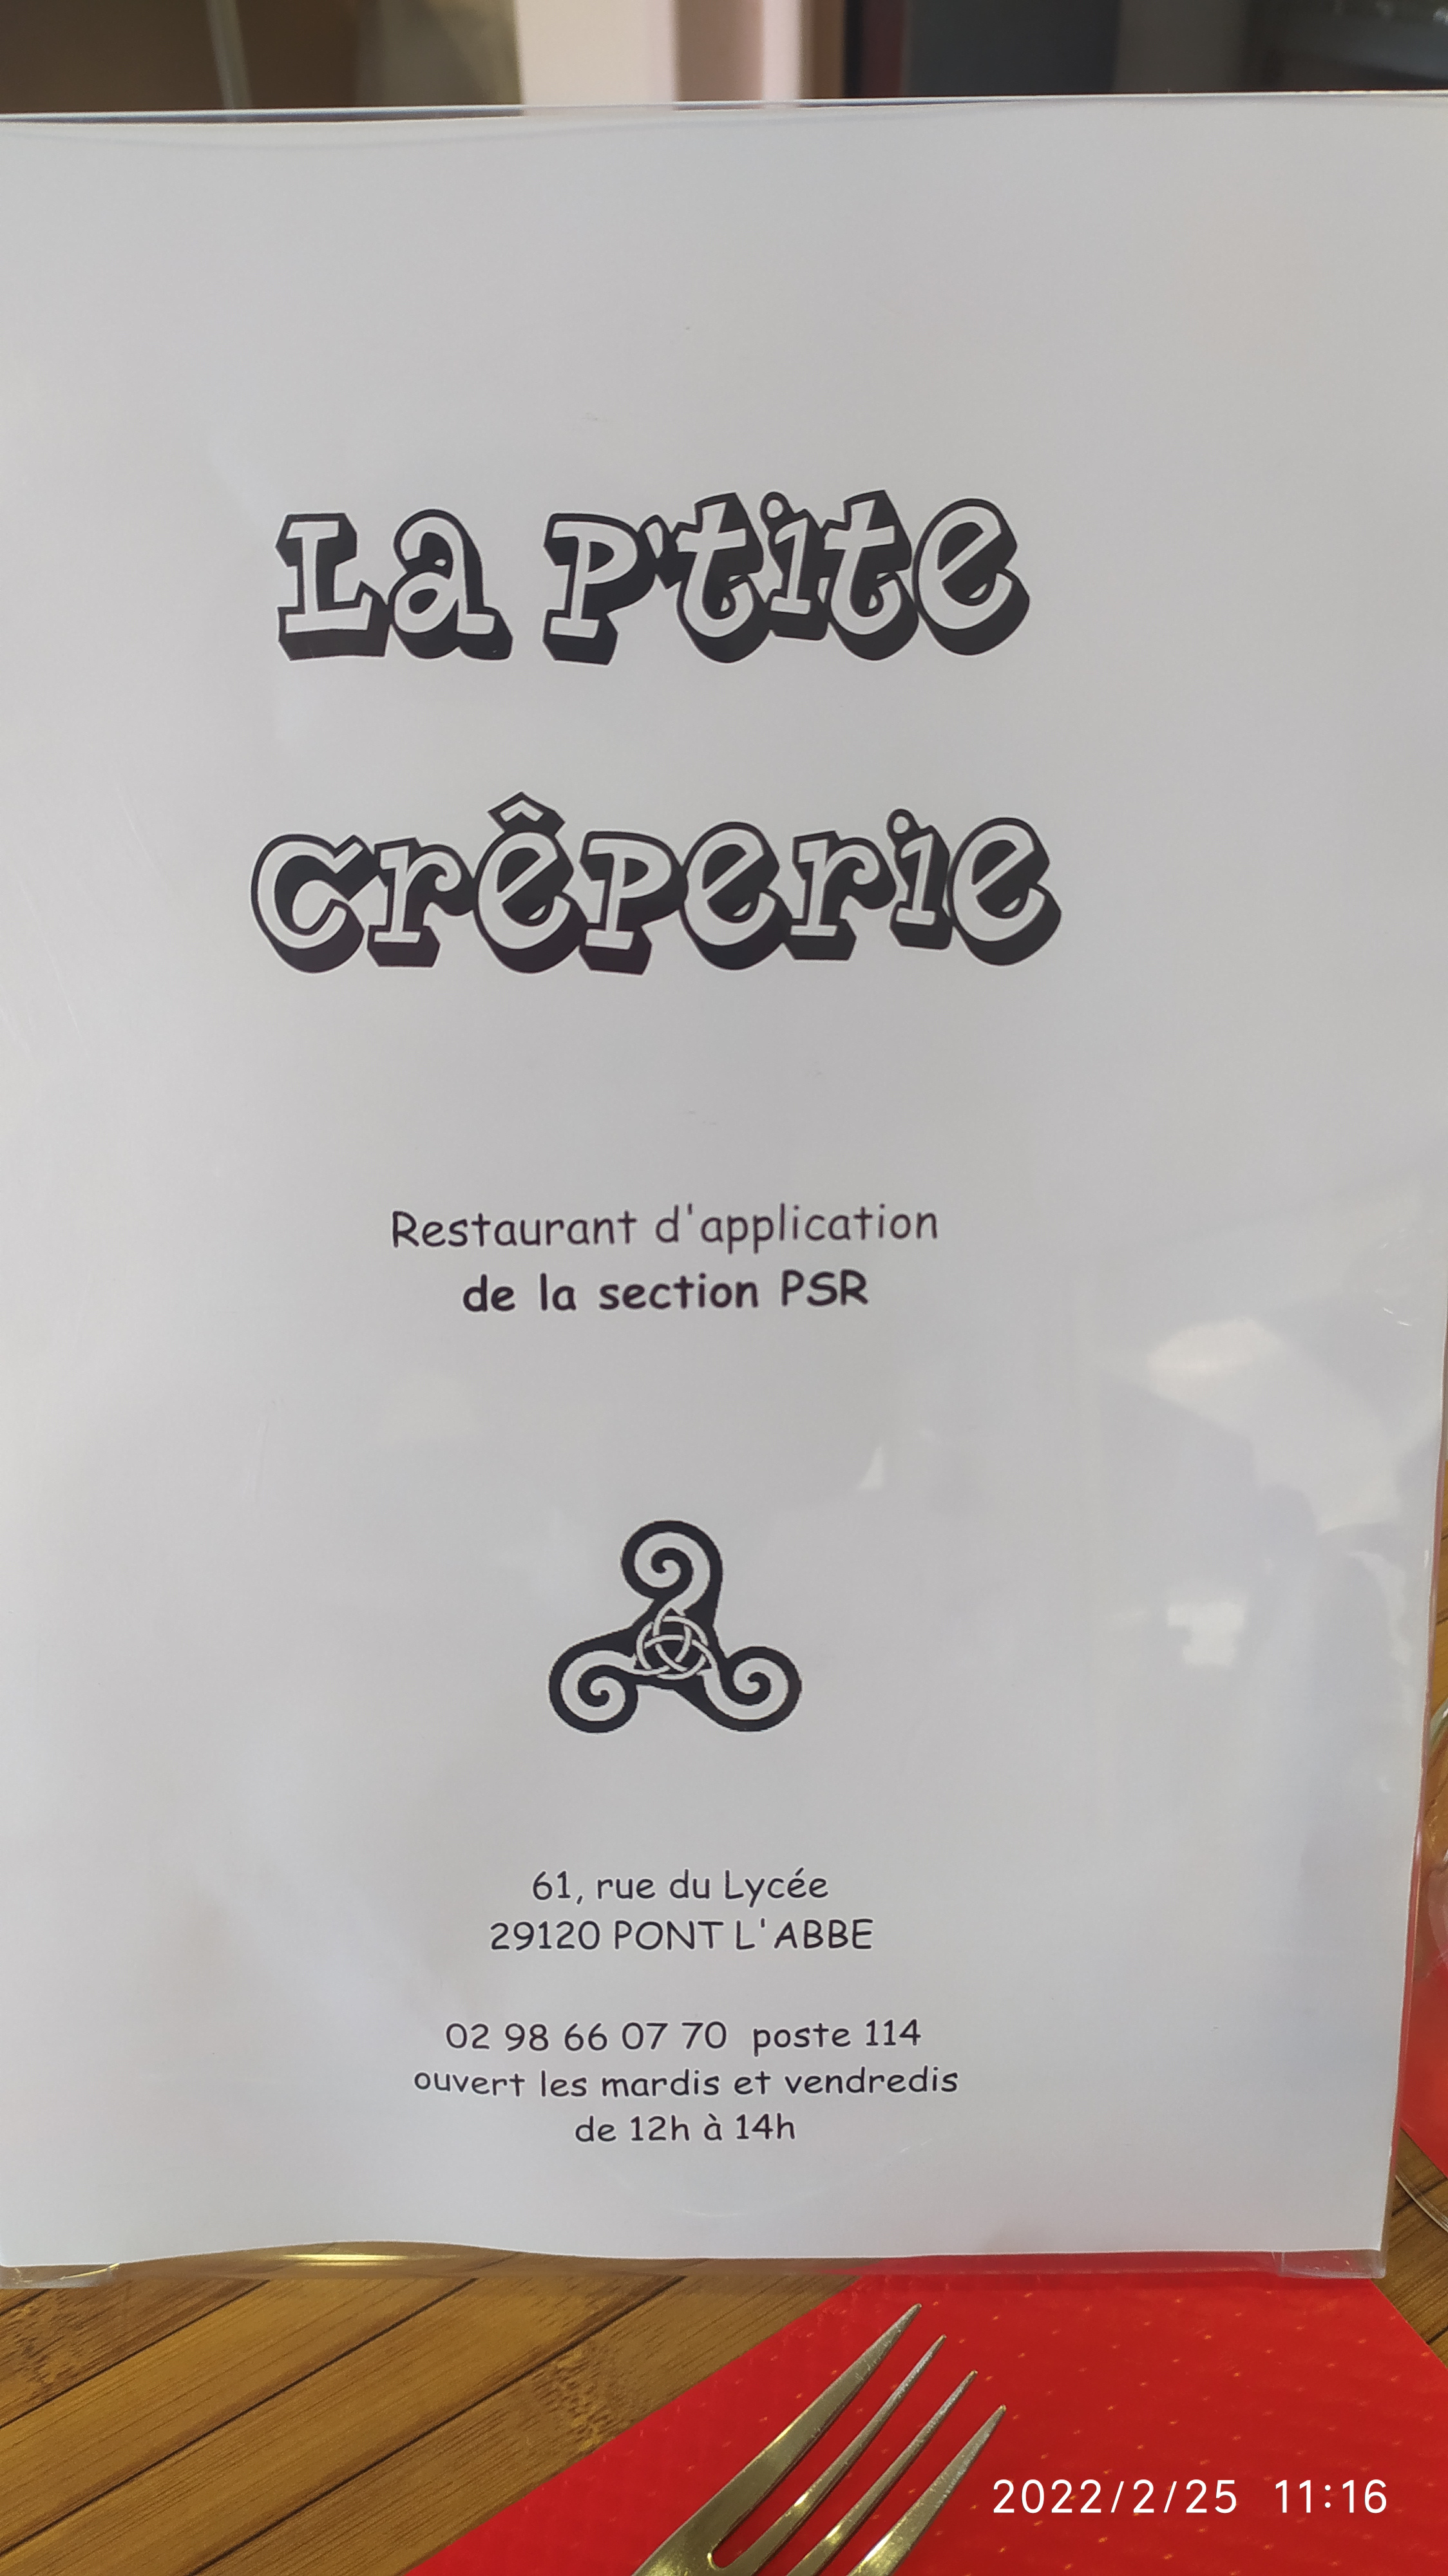 La P'tite
crêperie
Restaurant d'application
de la section PSR
61, rue du Lycée
29120 PONT L'ABBE
02 98 66 07 70 poste 114
ouvert les mardis et vendredis
de 12h à 14h
2022/2/25 11:16